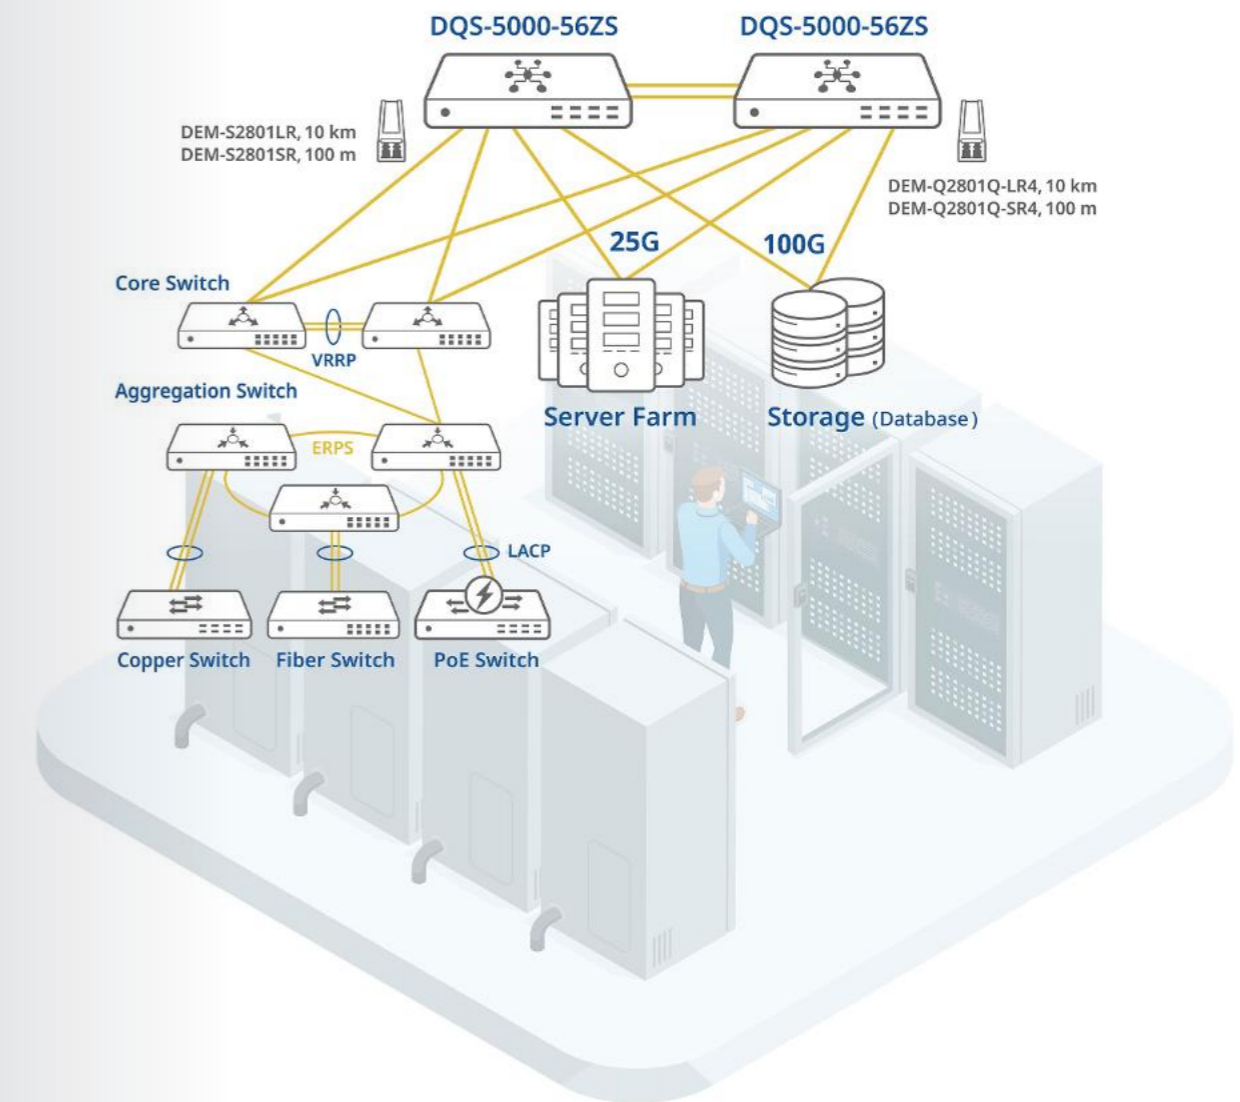 DQS-5000-56ZS
DQS-5000-56ZS
DEM-S2801LR, 10 km
DEM-S2801SR, 100 m
DEM-Q2801Q-LR4, 10 km
DEM-Q2801Q-SR4, 100 m
25G
100G
Core Switch
VRRP
Aggregation Switch
ERPS
Server Farm
Storage (Database)
LACP
Copper Switch
Fiber Switch
PoE Switch